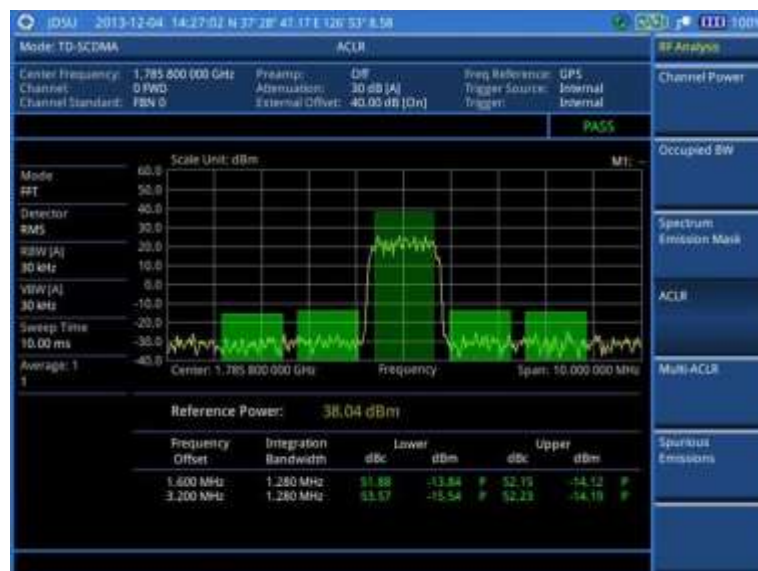 JDSU 2013-12-04 14:27:02 N 37° 28' 47.17 E 126° 53' 8.58 100%
Mode: TD-SCDMA ACLR
Center Frequency: 1,785 800 000 GHz Preamp: Off Freq Reference: GPS
Channel: 0 FWD Attenuation: 30 dB [A] Trigger Source: Internal
Channel Standard: FBN 0 External Offset: 40.00 dB [On] Trigger: Internal
PASS
Mode
FFT
Detector
RMS
RBW [A]
30 kHz
VBW [A]
30 kHz
Sweep Time
10.00 ms
Average: 1
1
Scale Unit: dBm M1: --
60.0
50.0
40.0
30.0
20.0
10.0
0.0
-10.0
-20.0
-30.0
-40.0
Center: 1.785 800 000 GHz Frequency Span: 10.000 000 MHz
Reference Power: 38.04 dBm
Frequency Offset Integration Bandwidth Lower Upper
dBc dBm dBc dBm
1.600 MHz 1.280 MHz 51.88 -13.84 P 52.15 -14.12 P
3.200 MHz 1.280 MHz 53.57 -15.54 P 52.23 -14.19 P
RF Analysis
Channel Power
Occupied BW
Spectrum
Emission Mask
ACLR
Multi-ACLR
Spurious
Emissions